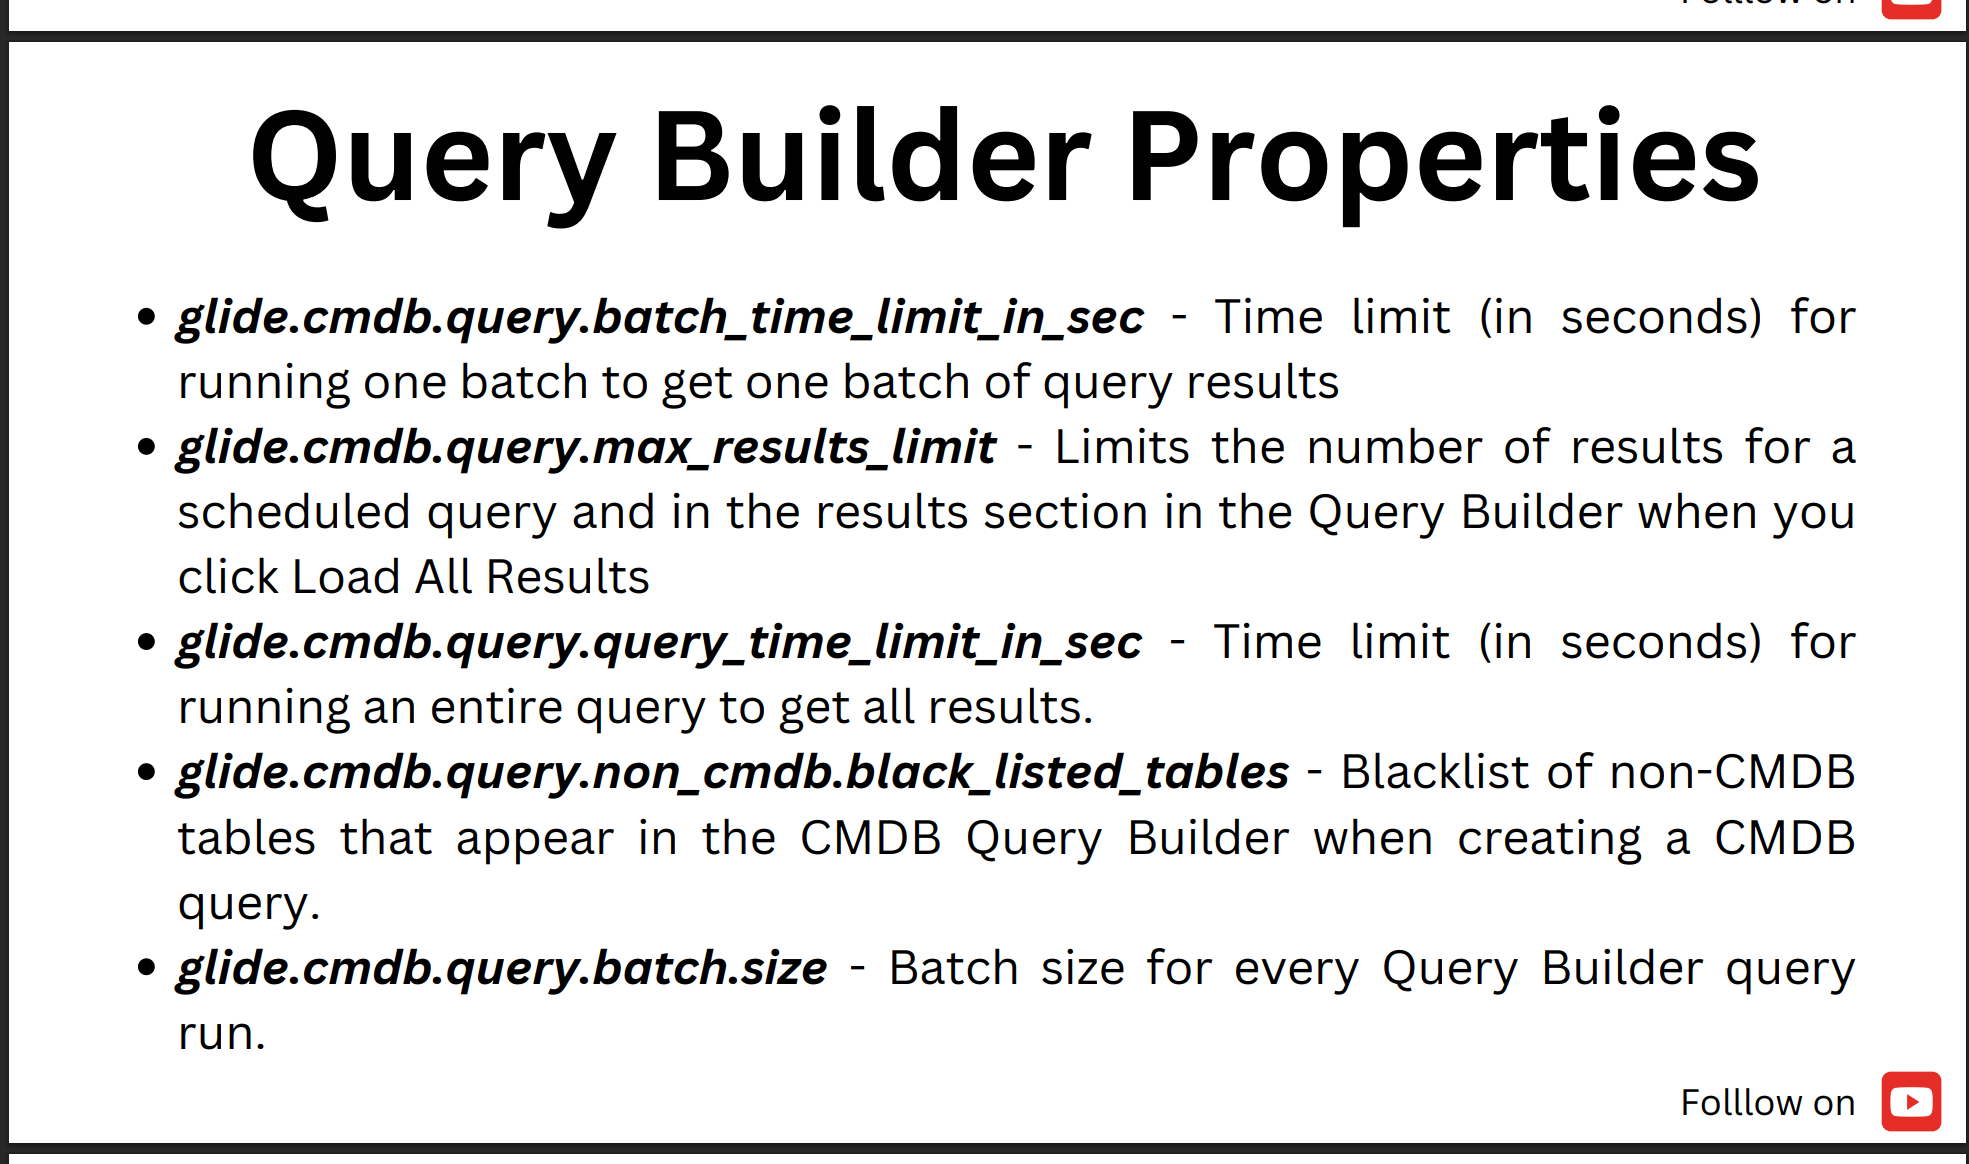 Folllow on
Query Builder Properties
• glide.cmdb.query.batch_time_limit_in_sec - Time limit (in seconds) for
running one batch to get one batch of query results
• glide.cmdb.query.max_results_limit - Limits the number of results for a
scheduled query and in the results section in the Query Builder when you
click Load All Results
• glide.cmdb.query.query_time_limit_in_sec - Time limit (in seconds) for
running an entire query to get all results.
• glide.cmdb.query.non_cmdb.black_listed_tables - Blacklist of non-CMDB
tables that appear in the CMDB Query Builder when creating a CMDB
query.
• glide.cmdb.query.batch.size - Batch size for every Query Builder query
run.
Folllow on